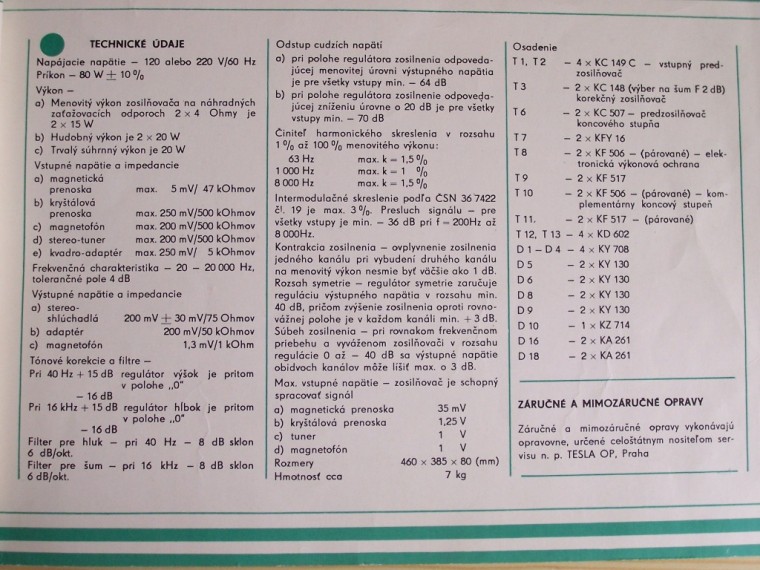 TECHNICKÉ ÚDAJE
Napájacie napätie – 120 alebo 220 V/60 Hz
Príkon – 80 W ± 10 %
Výkon –
a) Menovitý výkon zosilňovača na náhradných
zaťažovacích odporoch 2 × 4 Ohmy je
2 × 15 W
b) Hudobný výkon je 2 × 20 W
c) Trvalý súhrnný výkon je 20 W
Vstupné napätie a impedancie
a) magnetická
prenoska max. 5 mV/ 47 kOhmov
b) kryštálová
prenoska max. 250 mV/500 kOhmov
c) magnetofón max. 200 mV/500 kOhmov
d) stereo-tuner max. 200 mV/500 kOhmov
e) kvadro-adaptér max. 250 mV/ 5 kOhmov
Frekvenčná charakteristika – 20 – 20 000 Hz,
tolerančné pole 4 dB
Výstupné napätie a impedancie
a) stereo-
shlúchadlá 200 mV ± 30 mV/75 Ohmov
b) adaptér 200 mV/50 kOhmov
c) magnetofón 1,3 mV/1 kOhm
Tónové korekcie a filtre –
Pri 40 Hz + 15 dB regulátor výšok je pritom
v polohe „0"
– 16 dB
Pri 16 kHz + 15 dB regulátor hĺbok je pritom
v polohe „0"
– 16 dB
Filter pre hluk – pri 40 Hz – 8 dB sklon
6 dB/okt.
Filter pre šum – pri 16 kHz – 8 dB sklon
6 dB/okt.
Odstup cudzích napätí
a) pri polohe regulátora zosilnenia odpoveda-
júcej menovitej úrovni výstupného napätia
je pre všetky vstupy min. – 64 dB
b) pri polohe regulátora zosilnenie odpoveda-
júcej zníženiu úrovne o 20 dB je pre všetky
vstupy min. – 70 dB
Činiteľ harmonického skreslenia v rozsahu
1 % až 100 % menovitého výkonu:
63 Hz max. k = 1,5 %
1 000 Hz max. k = 1 %
8 000 Hz max. k = 1,5 %
Intermodulačné skreslenie podľa ČSN 36 7422
čl. 19 je max. 3 %. Presluch signálu – pre
všetky vstupy je min. – 36 dB pri f = 200Hz až
8 000Hz.
Kontrakcia zosilnenia – ovplyvnenie zosilnenia
jedného kanálu pri vybudení druhého kanálu
na menovitý výkon nesmie byť väčšie ako 1 dB.
Rozsah symetrie – regulátor symetrie zaručuje
reguláciu výstupného napätia v rozsahu min.
40 dB, pričom zvýšenie zosilnenia oproti rovno-
vážnej polohe je v každom kanáli min. + 3 dB.
Súbeh zosilnenia – pri rovnakom frekvenčnom
priebehu a vyváženom zosilňovači v rozsahu
regulácie 0 až – 40 dB sa výstupné napätie
obidvoch kanálov môže líšiť max. o 3 dB.
Max. vstupné napätie – zosilňovač je schopný
spracovať signál
a) magnetická prenoska 35 mV
b) kryštálová prenoska 1,25 V
c) tuner 1 V
d) magnetofón 1 V
Rozmery 460 × 385 × 80 (mm)
Hmotnosť cca 7 kg
Osadenie
T 1, T 2 – 4 × KC 149 C – vstupný pred-
zosilňovač
T 3 – 2 × KC 148 (výber na šum F 2 dB)
korekčný zosilňovač
T 6 – 2 × KC 507 – predzosilňovač
koncového stupňa
T 7 – 2 × KFY 16
T 8 – 2 × KF 506 – (párované) – elek-
tronická výkonová ochrana
T 9 – 2 × KF 517
T 10 – 2 × KF 506 – (párované) – kom-
plementárny koncový stupeň
T 11. – 2 × KF 517 – (párované)
T 12, T 13 – 4 × KD 602
D 1 – D 4 – 4 × KY 708
D 5 – 2 × KY 130
D 6 – 2 × KY 130
D 8 – 2 × KY 130
D 9 – 2 × KY 130
D 10 – 1 × KZ 714
D 16 – 2 × KA 261
D 18 – 2 × KA 261
ZÁRUČNÉ A MIMOZÁRUČNÉ OPRAVY
Záručné a mimozáručné opravy vykonávajú
opravovne, určené celoštátnym nositeľom ser-
visu n. p. TESLA OP, Praha